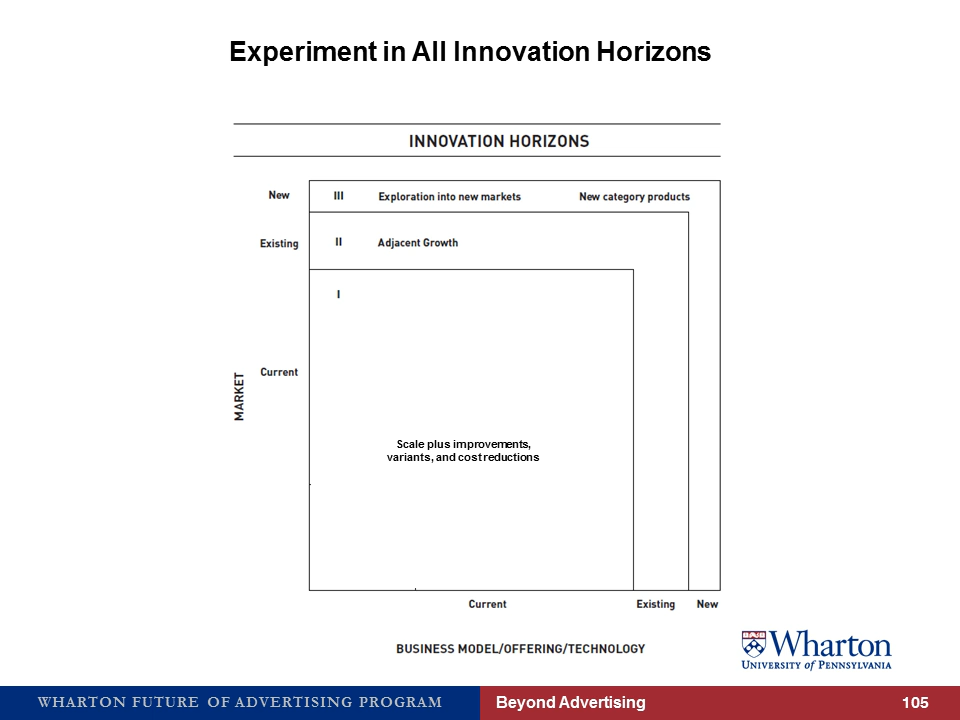 Experiment in All Innovation Horizons
INNOVATION HORIZONS
New
III
Exploration into new markets
New category products
Existing
II
Adjacent Growth
I
Current
MARKET
Scale plus improvements,
variants, and cost reductions
Current
Existing
New
BUSINESS MODEL/OFFERING/TECHNOLOGY
Wharton
UNIVERSITY of PENNSYLVANIA
WHARTON FUTURE OF ADVERTISING PROGRAM
Beyond Advertising
105